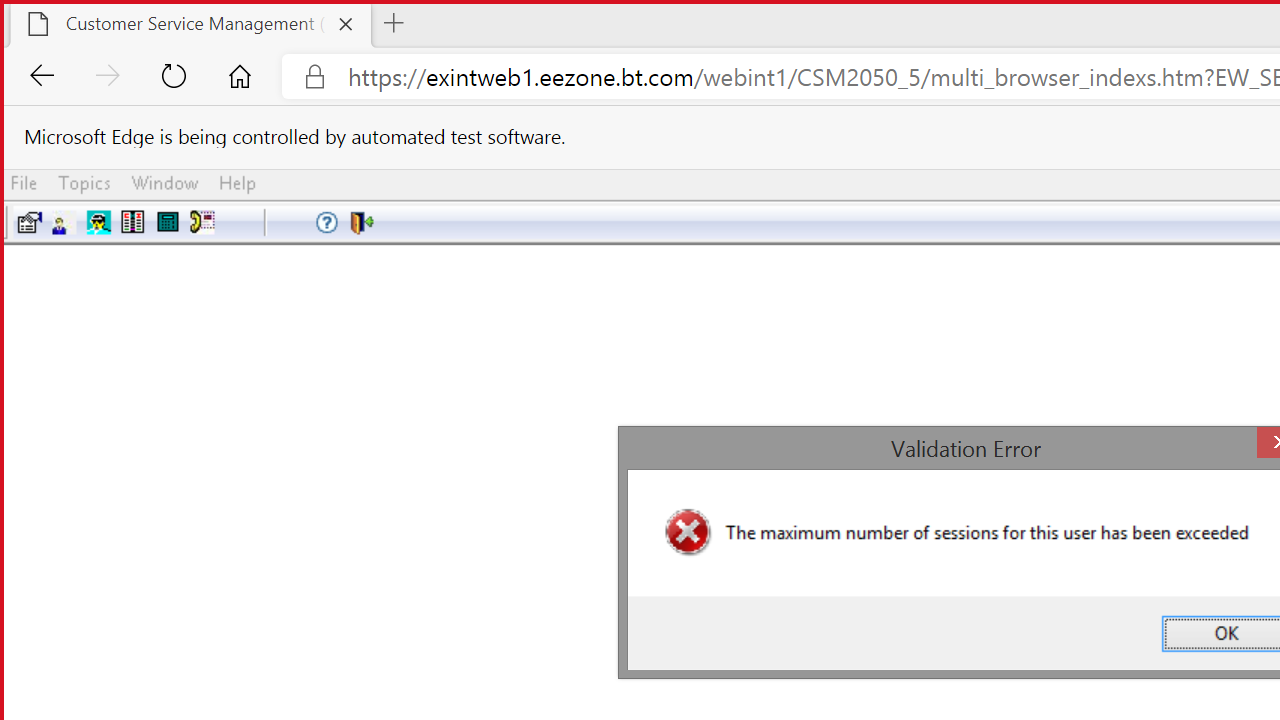 Customer Service Management (
https://exintweb1.eezone.bt.com/webint1/CSM2050_5/multi_browser_indexs.htm?EW_SE
Microsoft Edge is being controlled by automated test software.
File Topics Window Help
Validation Error
The maximum number of sessions for this user has been exceeded
OK